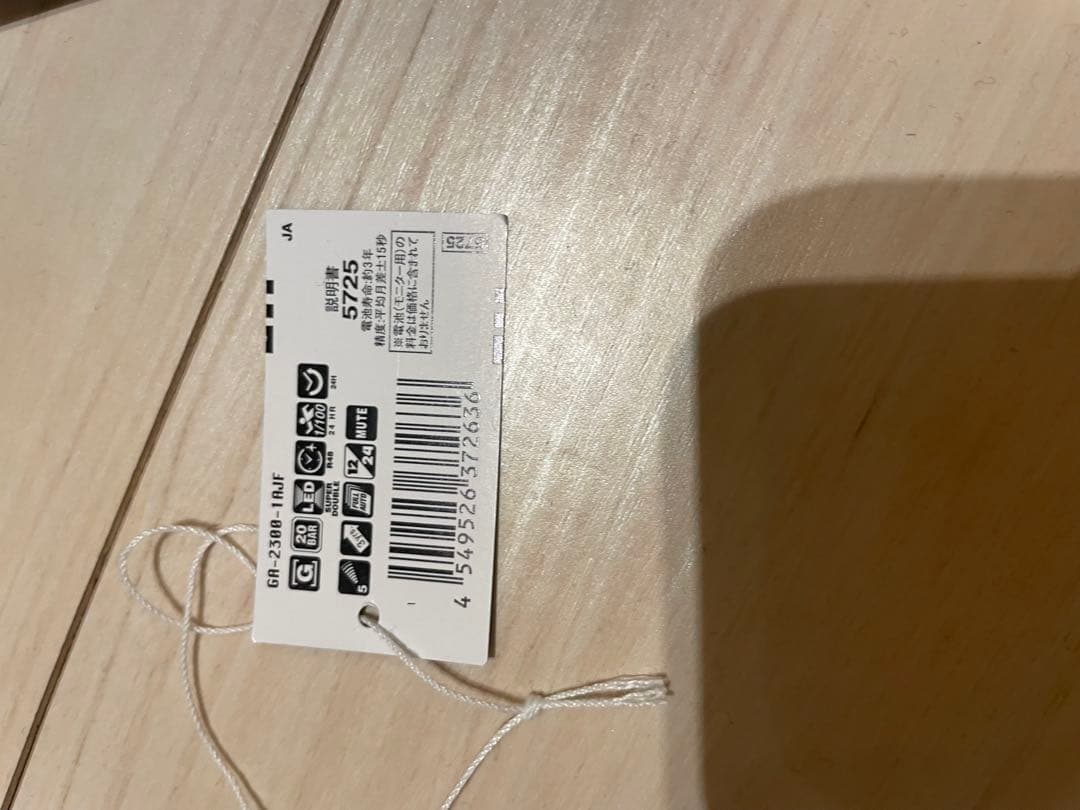 GA-2300-1AJF
JA
G
20
BAR
LED
SUPER
DOUBLE
R48
1/100
24 HR
24H
5
3yrs.
FULL
AUTO
12/24
MUTE
説明書
5725
電池寿命:約3年
精度:平均月差±15秒
※電池(モニター用)の
料金は価格に含まれて
おりません
4 549526 372636